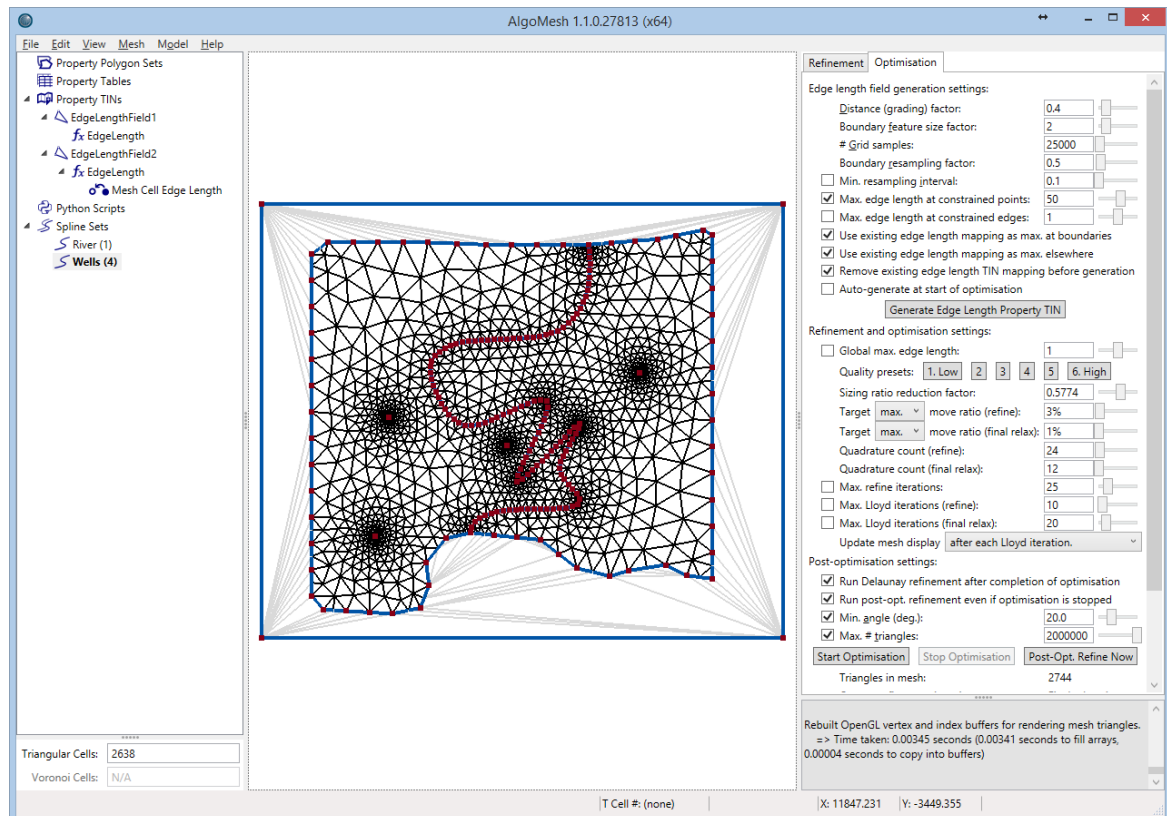 AlgoMesh 1.1.0.27813 (x64)
File Edit View Mesh Model Help
Property Polygon Sets
Property Tables
Property TINs
EdgeLengthField1
fx EdgeLength
EdgeLengthField2
fx EdgeLength
Mesh Cell Edge Length
Python Scripts
Spline Sets
River (1)
Wells (4)
Triangular Cells: 2638
Voronoi Cells: N/A
Refinement Optimisation
Edge length field generation settings:
Distance (grading) factor: 0.4
Boundary feature size factor: 2
# Grid samples: 25000
Boundary resampling factor: 0.5
Min. resampling interval: 0.1
Max. edge length at constrained points: 50
Max. edge length at constrained edges: 1
Use existing edge length mapping as max. at boundaries
Use existing edge length mapping as max. elsewhere
Remove existing edge length TIN mapping before generation
Auto-generate at start of optimisation
Generate Edge Length Property TIN
Refinement and optimisation settings:
Global max. edge length: 1
Quality presets: 1. Low 2 3 4 5 6. High
Sizing ratio reduction factor: 0.5774
Target max. move ratio (refine): 3%
Target max. move ratio (final relax): 1%
Quadrature count (refine): 24
Quadrature count (final relax): 12
Max. refine iterations: 25
Max. Lloyd iterations (refine): 10
Max. Lloyd iterations (final relax): 20
Update mesh display after each Lloyd iteration.
Post-optimisation settings:
Run Delaunay refinement after completion of optimisation
Run post-opt. refinement even if optimisation is stopped
Min. angle (deg.): 20.0
Max. # triangles: 2000000
Start Optimisation Stop Optimisation Post-Opt. Refine Now
Triangles in mesh: 2744
Rebuilt OpenGL vertex and index buffers for rendering mesh triangles.
=> Time taken: 0.00345 seconds (0.00341 seconds to fill arrays,
0.00004 seconds to copy into buffers)
T Cell #: (none) X: 11847.231 Y: -3449.355